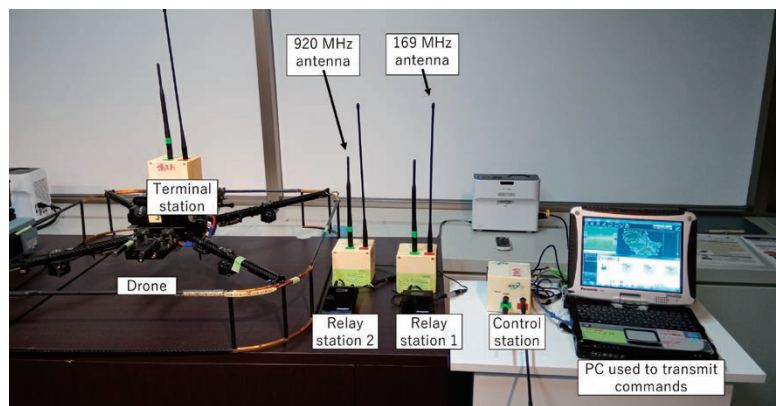 920 MHz
antenna
169 MHz
antenna
Terminal
station
Drone
Relay
station 2
Relay
station 1
Control
station
PC used to transmit
commands
Panasonic